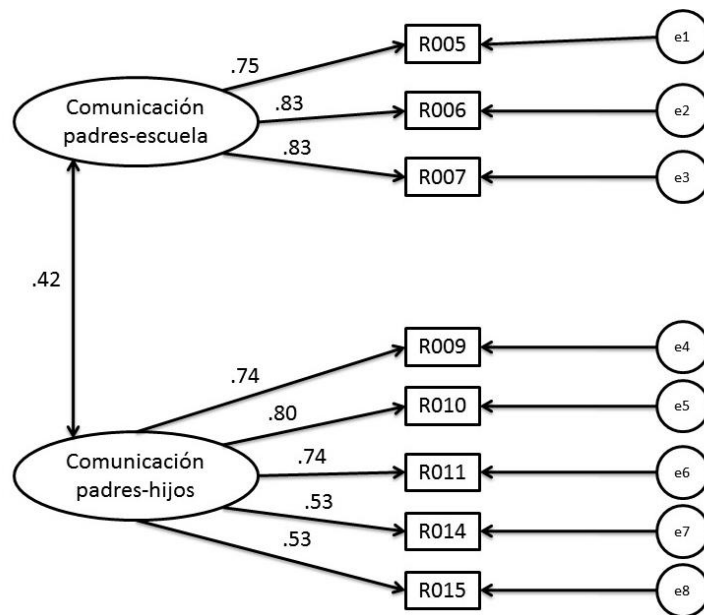 .75
R005
e1
Comunicación
padres-escuela
.83
R006
e2
.83
R007
e3
.42
.74
R009
e4
.80
R010
e5
Comunicación
padres-hijos
.74
R011
e6
.53
R014
e7
.53
R015
e8